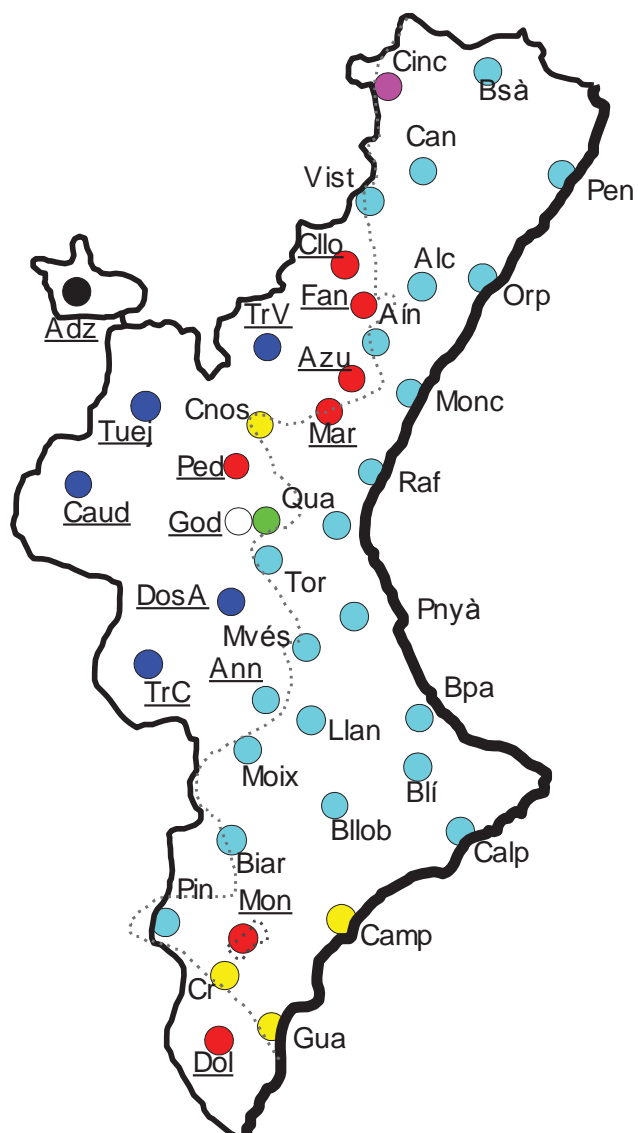 Cinc
Bsà
Can
Vist
Pen
Cllo
Alc
Fan
Orp
Adz
TrV
Aín
Azu
Monc
Cnos
Tuej
Mar
Ped
Raf
Caud
Qua
God
Tor
DosA
Pnyà
Mvés
Ann
TrC
Bpa
Llan
Moix
Blí
Bllob
Calp
Biar
Pin
Mon
Camp
Cr
Gua
Dol